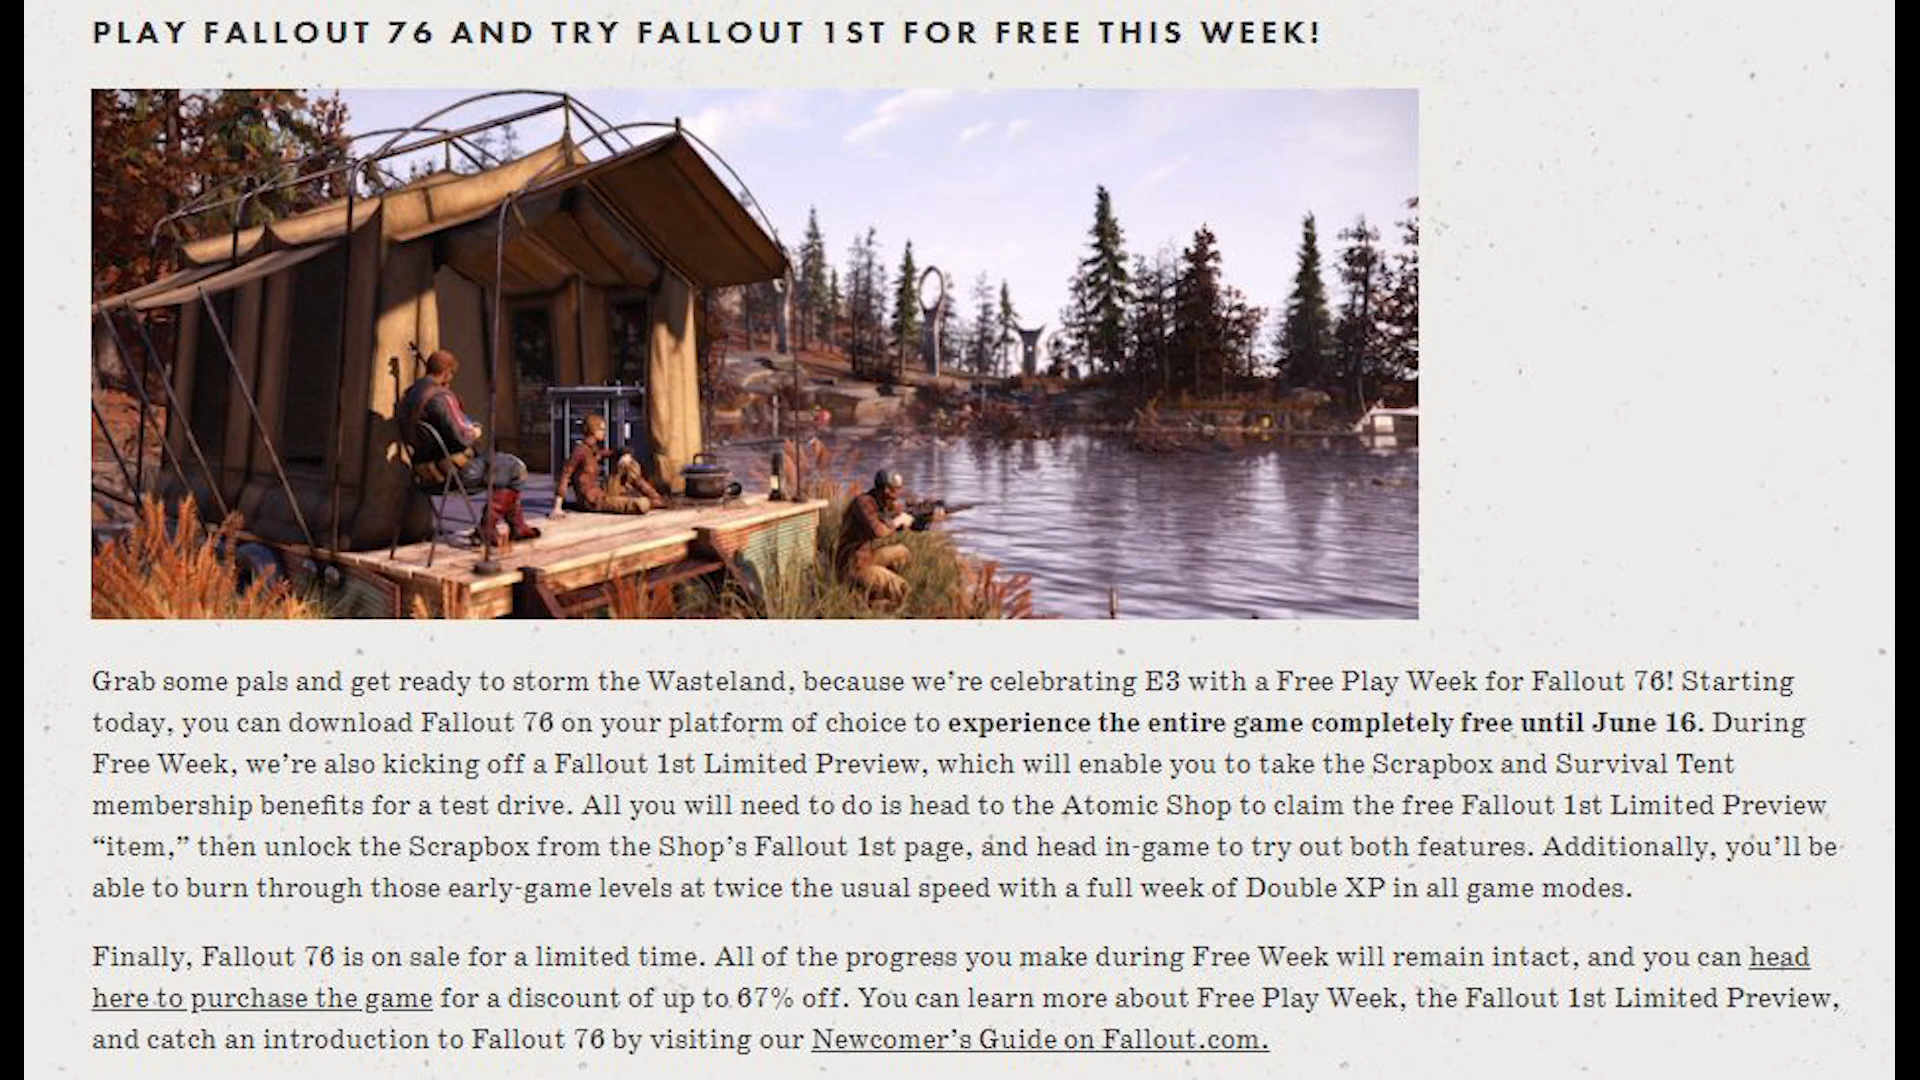 PLAY FALLOUT 76 AND TRY FALLOUT 1ST FOR FREE THIS WEEK!
Grab some pals and get ready to storm the Wasteland, because we’re celebrating E3 with a Free Play Week for Fallout 76! Starting
today, you can download Fallout 76 on your platform of choice to experience the entire game completely free until June 16. During
Free Week, we’re also kicking off a Fallout 1st Limited Preview, which will enable you to take the Scrapbox and Survival Tent
membership benefits for a test drive. All you will need to do is head to the Atomic Shop to claim the free Fallout 1st Limited Preview
“item,” then unlock the Scrapbox from the Shop’s Fallout 1st page, and head in-game to try out both features. Additionally, you’ll be
able to burn through those early-game levels at twice the usual speed with a full week of Double XP in all game modes.
Finally, Fallout 76 is on sale for a limited time. All of the progress you make during Free Week will remain intact, and you can head
here to purchase the game for a discount of up to 67% off. You can learn more about Free Play Week, the Fallout 1st Limited Preview,
and catch an introduction to Fallout 76 by visiting our Newcomer’s Guide on Fallout.com.